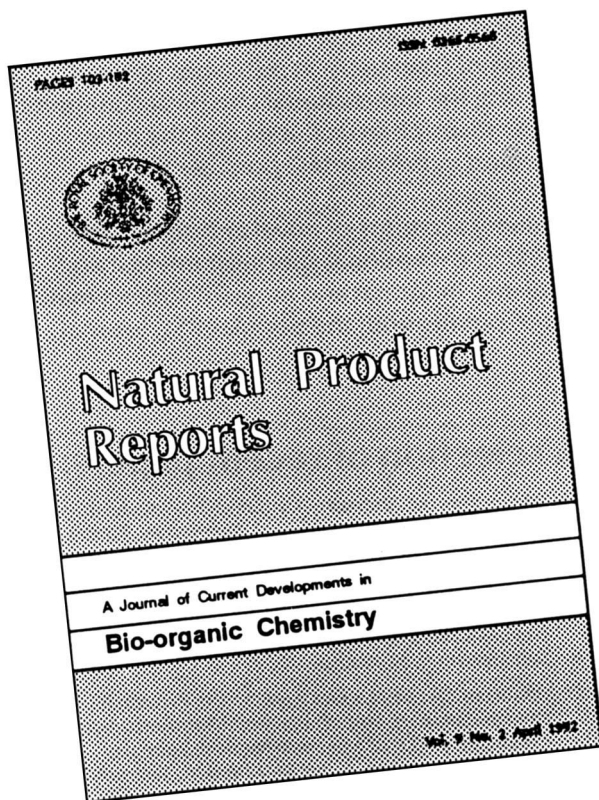 PAGES 103-192
ISSN 0265-0568
Natural Product
Reports
A Journal of Current Developments in
Bio-organic Chemistry
Vol. 9 No. 2 April 1992